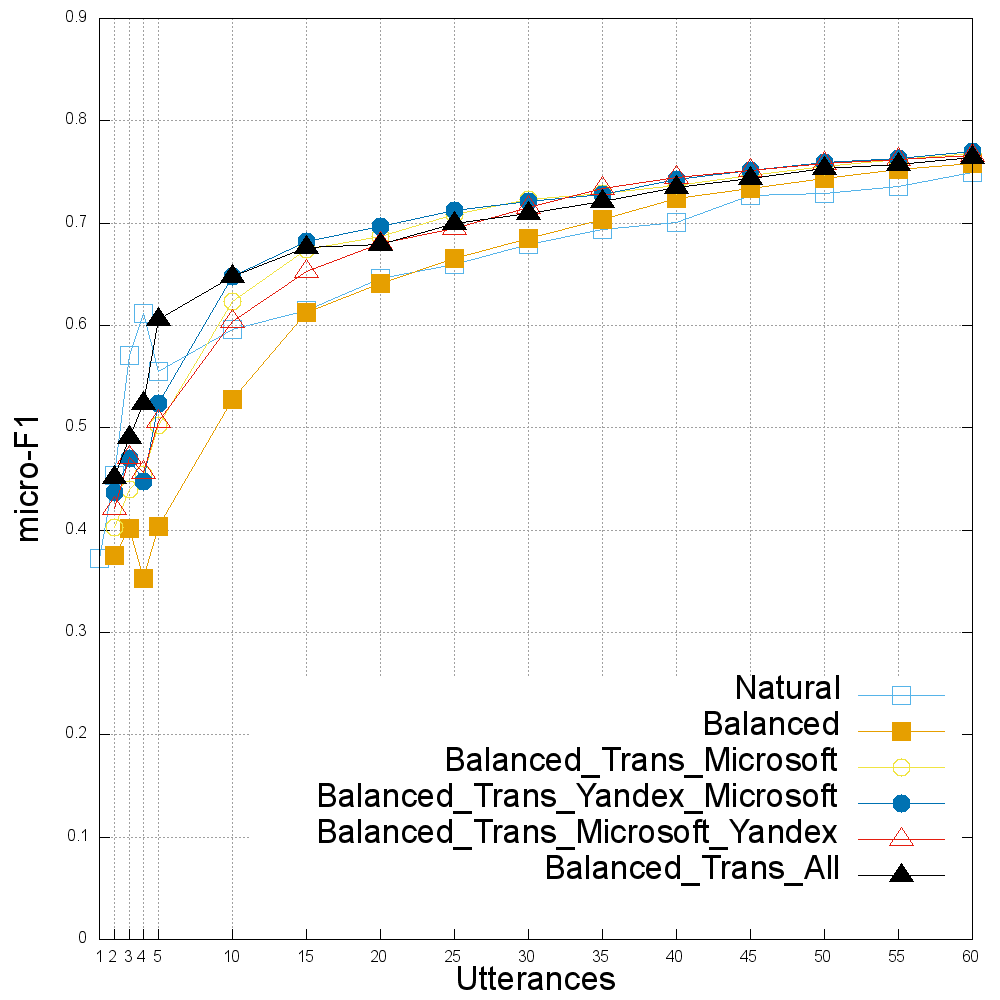 0.9
0.8
0.7
0.6
0.5
0.4
0.3
0.2
0.1
0
micro-F1
Natural
Balanced
Balanced_Trans_Microsoft
Balanced_Trans_Yandex_Microsoft
Balanced_Trans_Microsoft_Yandex
Balanced_Trans_All
1 2 3 4 5 10 15 20 25 30 35 40 45 50 55 60
Utterances